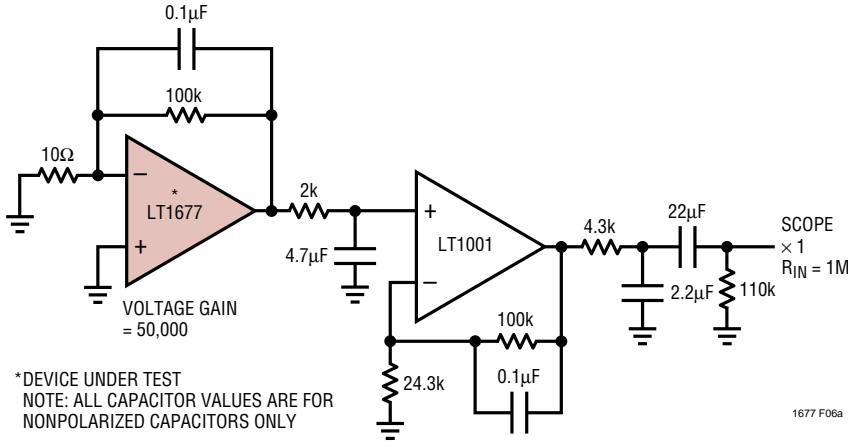 0.1µF
100k
10Ω
–
*
LT1677
+
VOLTAGE GAIN
= 50,000
2k
4.7µF
+
LT1001
–
4.3k
22µF
SCOPE
× 1
RIN = 1M
2.2µF
110k
100k
24.3k
0.1µF
*DEVICE UNDER TEST
NOTE: ALL CAPACITOR VALUES ARE FOR
NONPOLARIZED CAPACITORS ONLY
1677 F06a